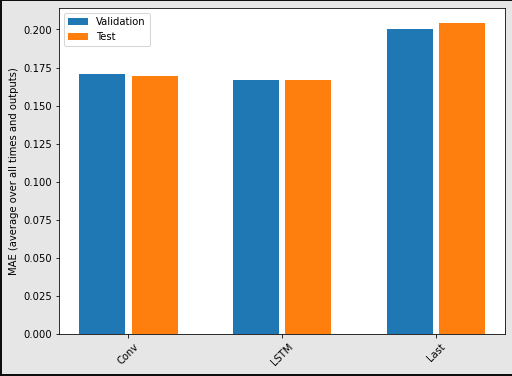 Validation
Test
MAE (average over all times and outputs)
0.200
0.175
0.150
0.125
0.100
0.075
0.050
0.025
0.000
Conv
LSTM
Last